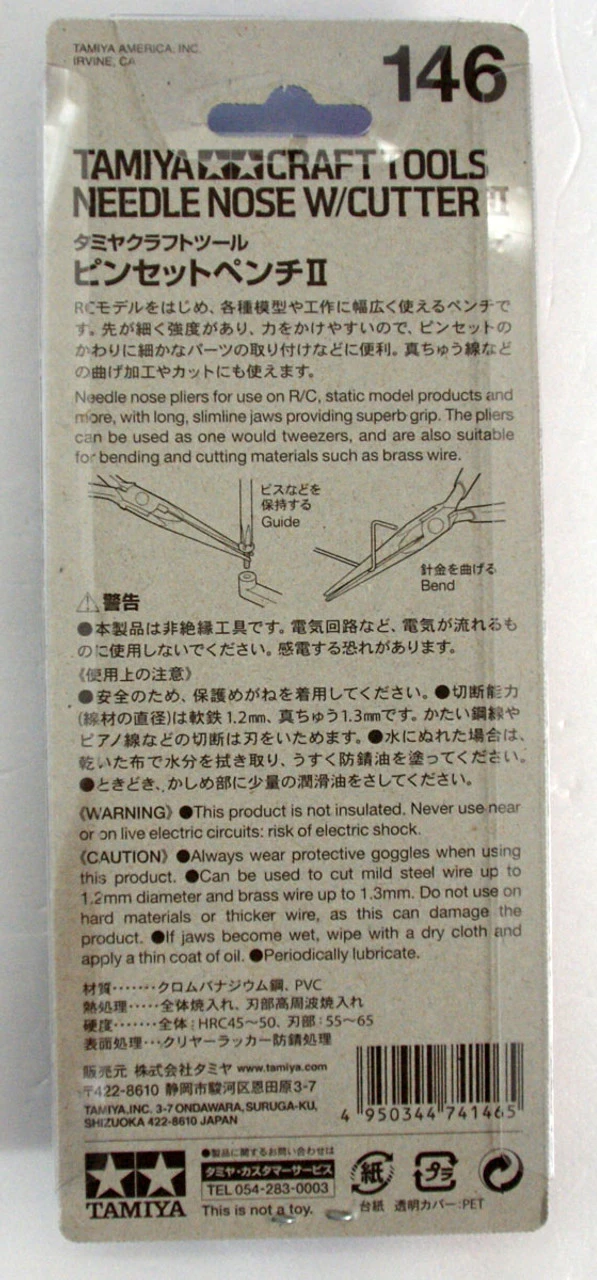 TAMIYA AMERICA, INC.
IRVINE, CA
146
TAMIYA CRAFT TOOLS
NEEDLE NOSE W/CUTTER II
タミヤクラフトツール
ピンセットペンチⅡ
RCモデルをはじめ、各種模型や工作に幅広く使えるペンチで
す。先が細く強度があり、力をかけやすいので、ピンセットの
かわりに細かなパーツの取り付けなどに便利。真ちゅう線など
の曲げ加工やカットにも使えます。
Needle nose pliers for use on R/C, static model products and
more, with long, slimline jaws providing superb grip. The pliers
can be used as one would tweezers, and are also suitable
for bending and cutting materials such as brass wire.
ビスなどを
保持する
Guide
針金を曲げる
Bend
⚠警告
●本製品は非絶縁工具です。電気回路など、電気が流れるも
のに使用しないでください。感電する恐れがあります。
《使用上の注意》
●安全のため、保護めがねを着用してください。●切断能力
(線材の直径)は軟鉄1.2mm、真ちゅう1.3mmです。かたい鋼線や
ピアノ線などの切断は刃をいためます。●水にぬれた場合は、
乾いた布で水分を拭き取り、うすく防錆油を塗ってください。
●ときどき、かしめ部に少量の潤滑油をさしてください。
《WARNING》 ●This product is not insulated. Never use near
or on live electric circuits: risk of electric shock.
《CAUTION》 ●Always wear protective goggles when using
this product. ●Can be used to cut mild steel wire up to
1.2mm diameter and brass wire up to 1.3mm. Do not use on
hard materials or thicker wire, as this can damage the
product. ●If jaws become wet, wipe with a dry cloth and
apply a thin coat of oil. ●Periodically lubricate.
材質・・・・・・・クロムバナジウム鋼、PVC
熱処理・・・・・全体焼入れ、刃部高周波焼入れ
硬度・・・・・・・全体：HRC45〜50、刃部：55〜65
表面処理・・・クリヤーラッカー防錆処理
販売元 株式会社タミヤ www.tamiya.com
〒422-8610 静岡市駿河区恩田原3-7
TAMIYA,INC. 3-7 ONDAWARA, SURUGA-KU,
SHIZUOKA 422-8610 JAPAN
4 950344 741465
TAMIYA
●製品に関するお問い合わせは
タミヤ・カスタマーサービス
TEL 054-283-0003
This is not a toy.
紙
台紙
プラ
透明カバー：PET